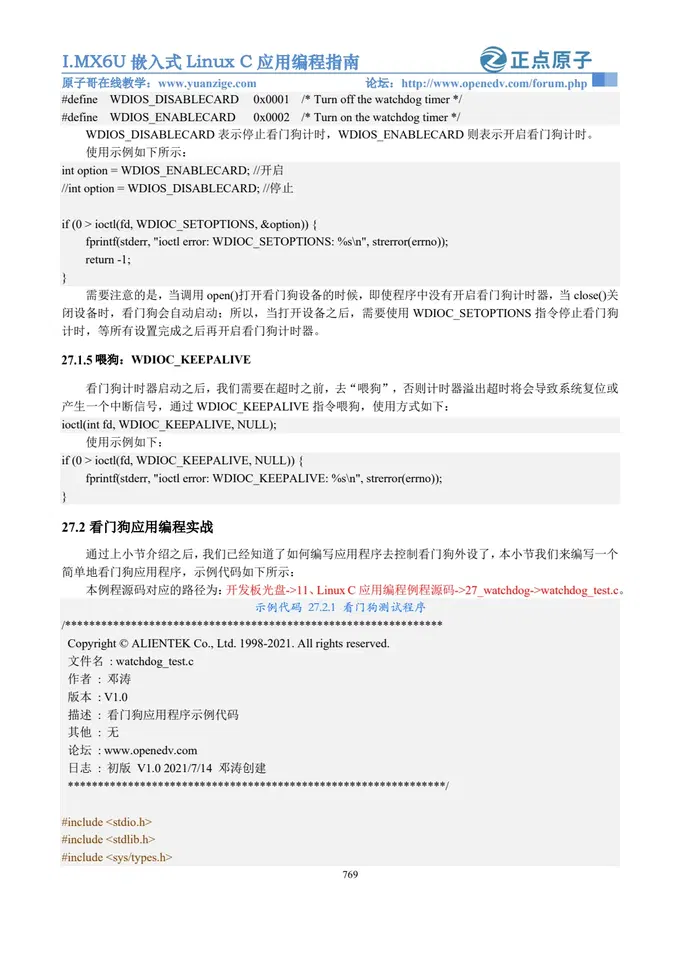 I.MX6U 嵌入式 Linux C 应用编程指南
正点原子
原子哥在线教学：www.yuanzige.com 论坛：http://www.openedv.com/forum.php
#define WDIOS_DISABLECARD 0x0001 /* Turn off the watchdog timer */
#define WDIOS_ENABLECARD 0x0002 /* Turn on the watchdog timer */
WDIOS_DISABLECARD 表示停止看门狗计时，WDIOS_ENABLECARD 则表示开启看门狗计时。
使用示例如下所示：
int option = WDIOS_ENABLECARD; //开启
//int option = WDIOS_DISABLECARD; //停止
if (0 > ioctl(fd, WDIOC_SETOPTIONS, &option)) {
fprintf(stderr, "ioctl error: WDIOC_SETOPTIONS: %s\n", strerror(errno));
return -1;
}
需要注意的是，当调用 open()打开看门狗设备的时候，即使程序中没有开启看门狗计时器，当 close()关
闭设备时，看门狗会自动启动；所以，当打开设备之后，需要使用 WDIOC_SETOPTIONS 指令停止看门狗
计时，等所有设置完成之后再开启看门狗计时器。
27.1.5 喂狗：WDIOC_KEEPALIVE
看门狗计时器启动之后，我们需要在超时之前，去“喂狗”，否则计时器溢出超时将会导致系统复位或
产生一个中断信号，通过 WDIOC_KEEPALIVE 指令喂狗，使用方式如下：
ioctl(int fd, WDIOC_KEEPALIVE, NULL);
使用示例如下：
if (0 > ioctl(fd, WDIOC_KEEPALIVE, NULL)) {
fprintf(stderr, "ioctl error: WDIOC_KEEPALIVE: %s\n", strerror(errno));
}
27.2 看门狗应用编程实战
通过上小节介绍之后，我们已经知道了如何编写应用程序去控制看门狗外设了，本小节我们来编写一个
简单地看门狗应用程序，示例代码如下所示：
本例程源码对应的路径为：开发板光盘->11、Linux C 应用编程例程源码->27_watchdog->watchdog_test.c。
示例代码 27.2.1 看门狗测试程序
/***************************************************************
Copyright © ALIENTEK Co., Ltd. 1998-2021. All rights reserved.
文件名 : watchdog_test.c
作者 : 邓涛
版本 : V1.0
描述 : 看门狗应用程序示例代码
其他 : 无
论坛 : www.openedv.com
日志 : 初版 V1.0 2021/7/14 邓涛创建
***************************************************************/
#include <stdio.h>
#include <stdlib.h>
#include <sys/types.h>
769